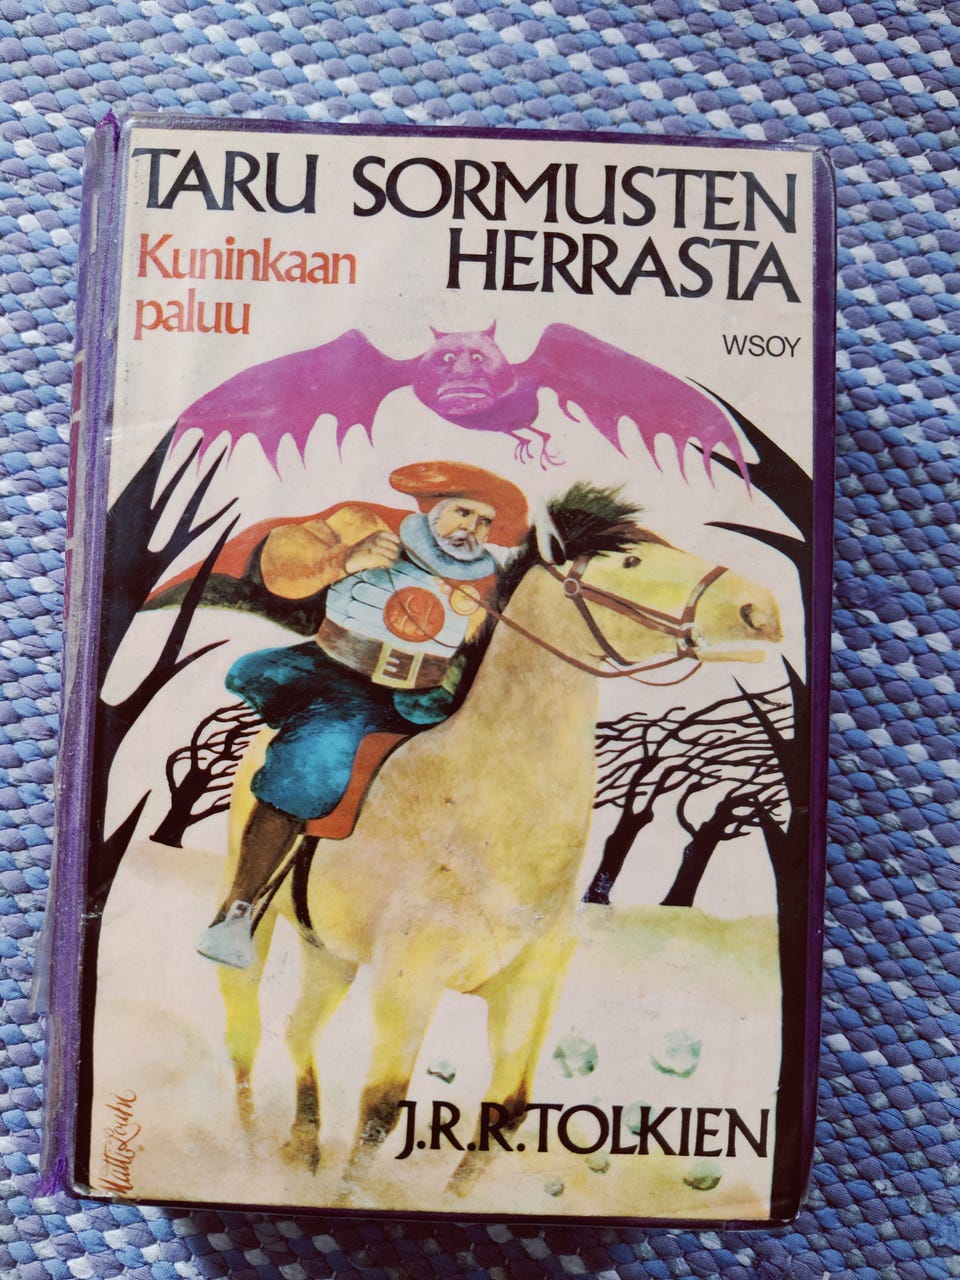 TARU SORMUSTEN
HERRASTA
Kuninkaan
paluu
WSOY
J.R.R.TOLKIEN